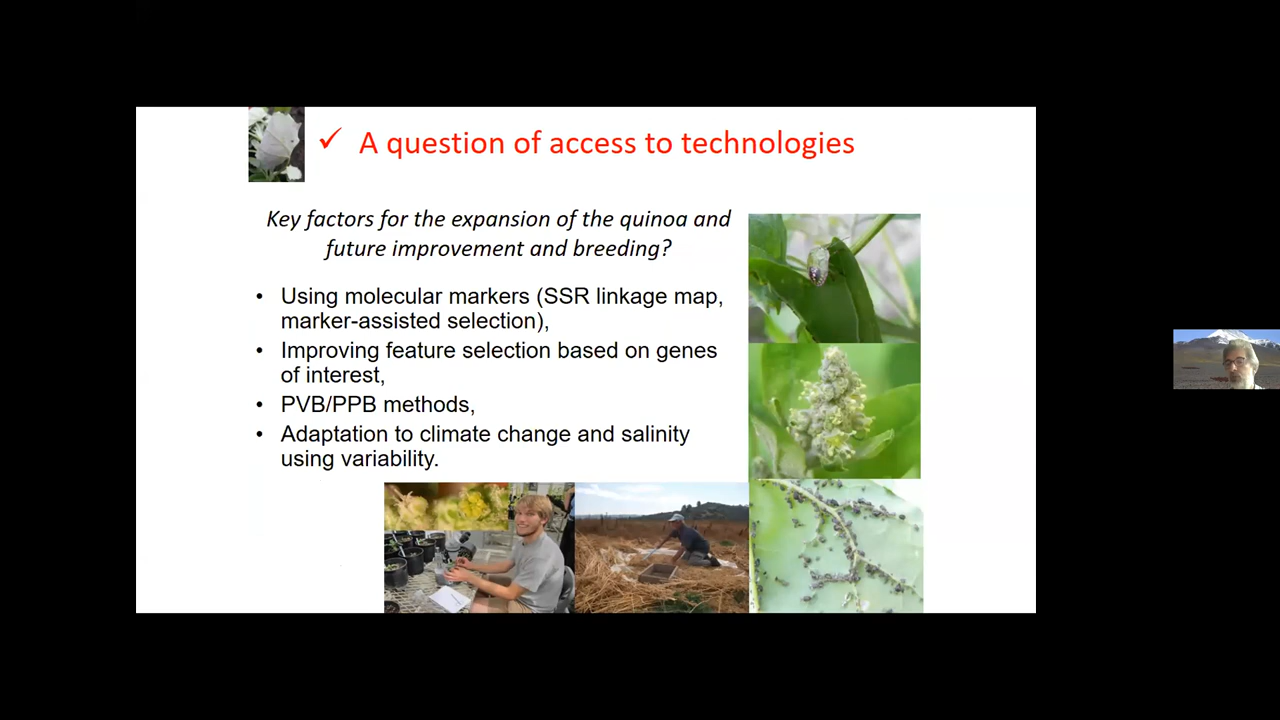 ✓ A question of access to technologies
Key factors for the expansion of the quinoa and
future improvement and breeding?
• Using molecular markers (SSR linkage map,
marker-assisted selection),
• Improving feature selection based on genes
of interest,
• PVB/PPB methods,
• Adaptation to climate change and salinity
using variability.